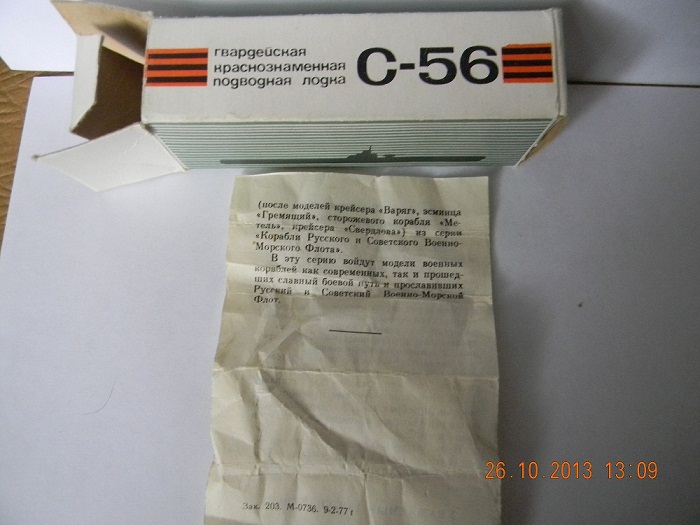 гвардейская
краснознаменная
подводная лодка
С-56
(после моделей крейсера «Варяг», эсминца
«Гремящий», сторожевого корабля «Ме-
тель», крейсера «Свердлова») из серии
«Корабли Русского и Советского Военно-
Морского Флота».
В эту серию войдут модели военных
кораблей как современных, так и прошед-
ших славный боевой путь и прославивших
Русский и Советский Военно-Морской
Флот.
Зак. 203. М-0736. 9-2-77 г
26.10.2013 13:09